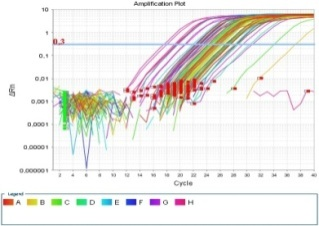 Amplification Plot
10
1
0.3
0.1
0.01
0.001
0.0001
0.00001
0.000001
ΔRn
2 4 6 8 10 12 14 16 18 20 22 24 26 28 30 32 34 36 38 40
Cycle
Legend
A B C D E F G H